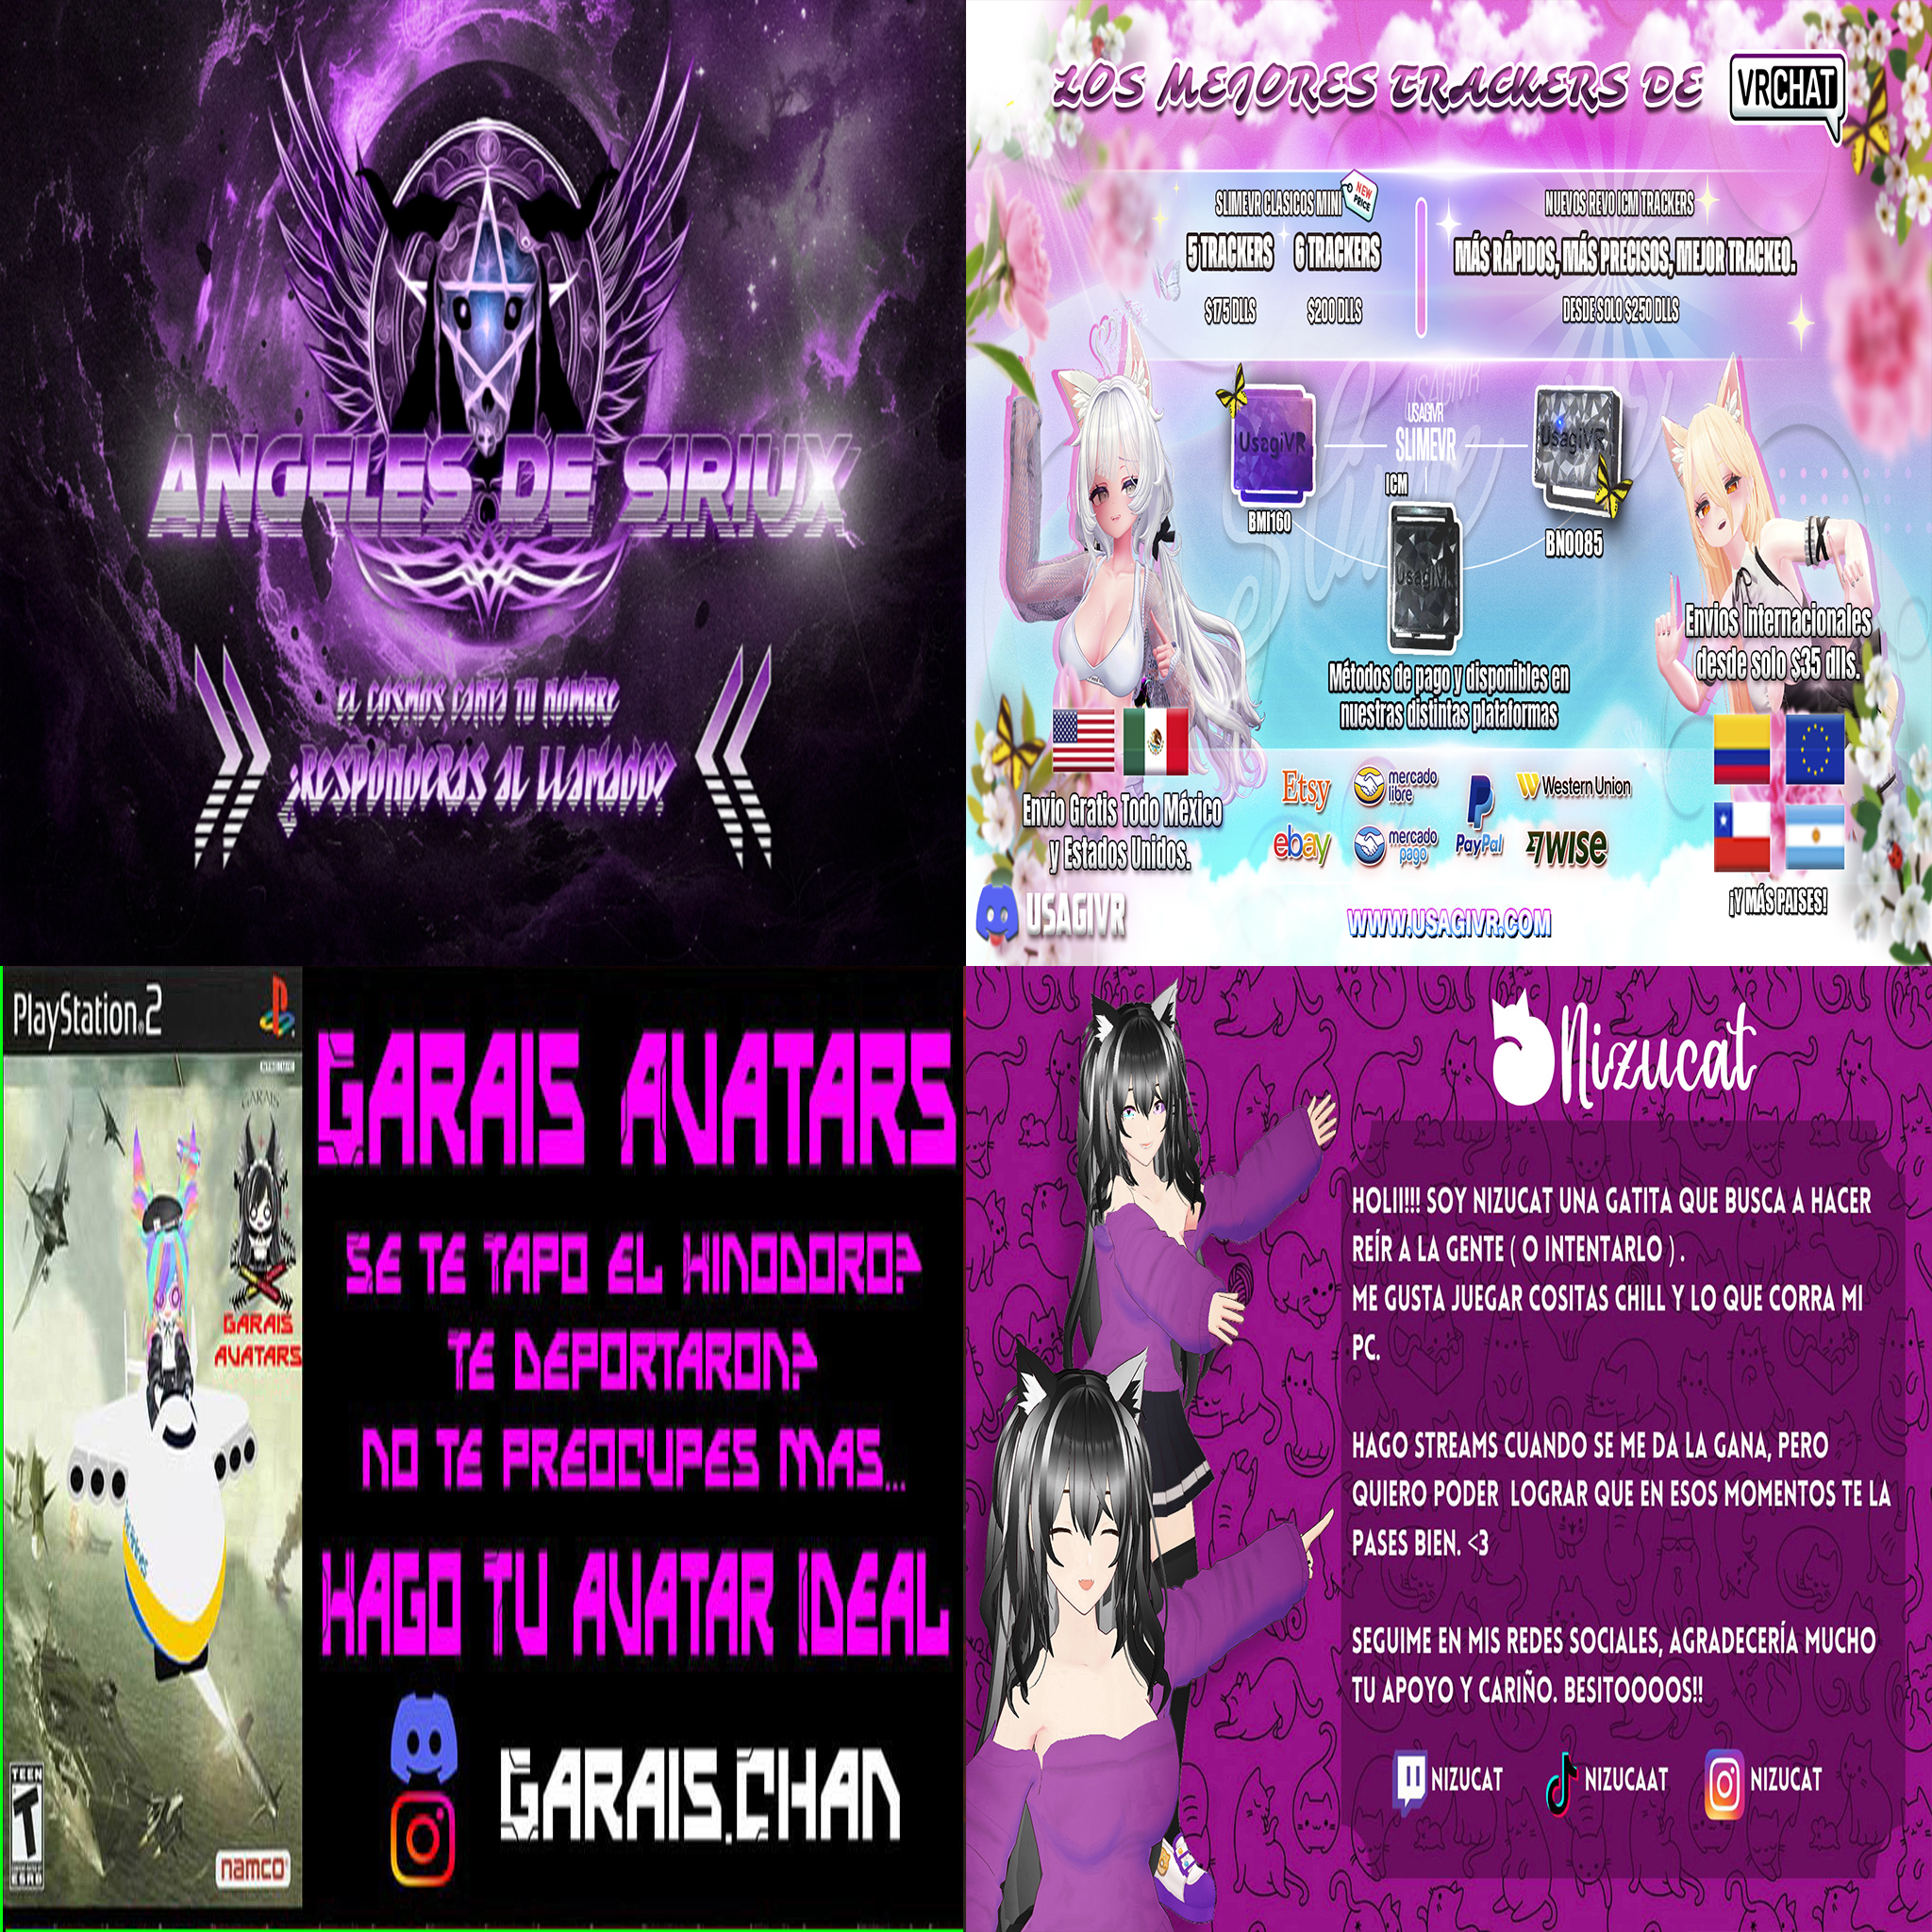 ANGELES DE SIRIUX
EL COSMOS CANTA TU NOMBRE
¿RESPONDERAS AL LLAMADO?
LOS MEJORES TRACKERS DE
VRCHAT
SLIMEVR CLASICOS MINI
NEW PRICE
5 TRACKERS
6 TRACKERS
$175 DLLS
$200 DLLS
NUEVOS REVO ICM TRACKERS
MÁS RÁPIDOS, MÁS PRECISOS, MEJOR TRACKEO.
DESDE SOLO $250 DLLS
USAGIVR
USAGIVR
SLIMEVR
UsagiVR
BMI160
ICM
UsagiVR
UsagiVR
BNO085
Métodos de pago y disponibles en
nuestras distintas plataformas
Envios Internacionales
desde solo $35 dlls.
Envio Gratis Todo México
y Estados Unidos.
Etsy
mercado
libre
PayPal
WesternUnion
ebay
mercado
pago
WISE
¡Y MÁS PAISES!
USAGIVR
WWW.USAGIVR.COM
PlayStation.2
GARAIS
GARAIS
AVATARS
TEEN
T
ESRB
namco
GARAIS AVATARS
SE TE TAPO EL HINODORO?
TE DEPORTARON?
NO TE PREOCUPES MAS...
HAGO TU AVATAR IDEAL
GARAIS.CHAN
Nizucat
HOLII!!! SOY NIZUCAT UNA GATITA QUE BUSCA A HACER
REÍR A LA GENTE ( O INTENTARLO ) .
ME GUSTA JUEGAR COSITAS CHILL Y LO QUE CORRA MI
PC.
HAGO STREAMS CUANDO SE ME DA LA GANA, PERO
QUIERO PODER LOGRAR QUE EN ESOS MOMENTOS TE LA
PASES BIEN. <3
SEGUIME EN MIS REDES SOCIALES, AGRADECERÍA MUCHO
TU APOYO Y CARIÑO. BESITOOOOS!!
NIZUCAT
NIZUCAAT
NIZUCAT